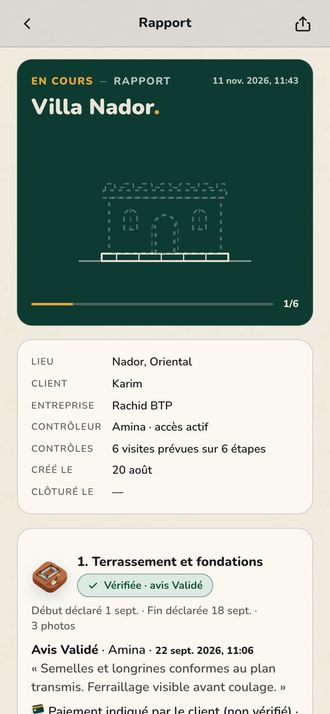 Rapport
EN COURS — RAPPORT
11 nov. 2026, 11:43
Villa Nador.
1/6
LIEU Nador, Oriental
CLIENT Karim
ENTREPRISE Rachid BTP
CONTRÔLEUR Amina · accès actif
CONTRÔLES 6 visites prévues sur 6 étapes
CRÉÉ LE 20 août
CLÔTURÉ LE —
1. Terrassement et fondations
✓ Vérifiée · avis Validé
Début déclaré 1 sept. · Fin déclarée 18 sept. ·
3 photos
Avis Validé · Amina · 22 sept. 2026, 11:06
« Semelles et longrines conformes au plan
transmis. Ferraillage visible avant coulage. »
💳 Paiement indiqué par le client (non vérifié) ·